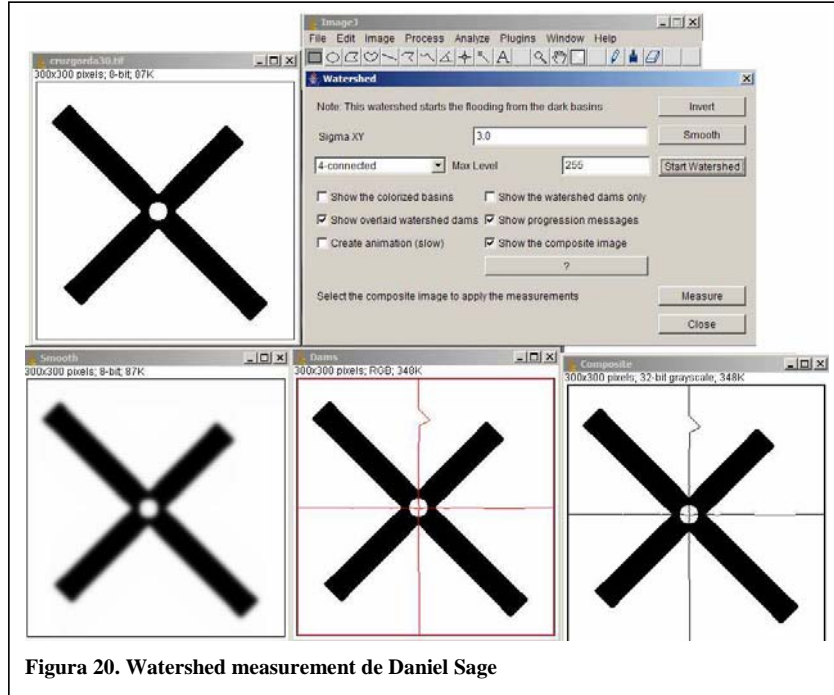 ImageJ
File Edit Image Process Analyze Plugins Window Help
cruzgorda30.tif
300x300 pixels; 8-bit; 87K
A
Watershed
Note: This watershed starts the flooding from the dark basins
Invert
Sigma XY
3.0
Smooth
4-connected
Max Level
255
Start Watershed
Show the colorized basins
Show the watershed dams only
Show overlaid watershed dams
Show progression messages
Create animation (slow)
Show the composite image
?
Select the composite image to apply the measurements
Measure
Close
Smooth
300x300 pixels; 8-bit; 87K
Dams
300x300 pixels; RGB; 348K
Composite
300x300 pixels; 32-bit grayscale; 348K
Figura 20. Watershed measurement de Daniel Sage